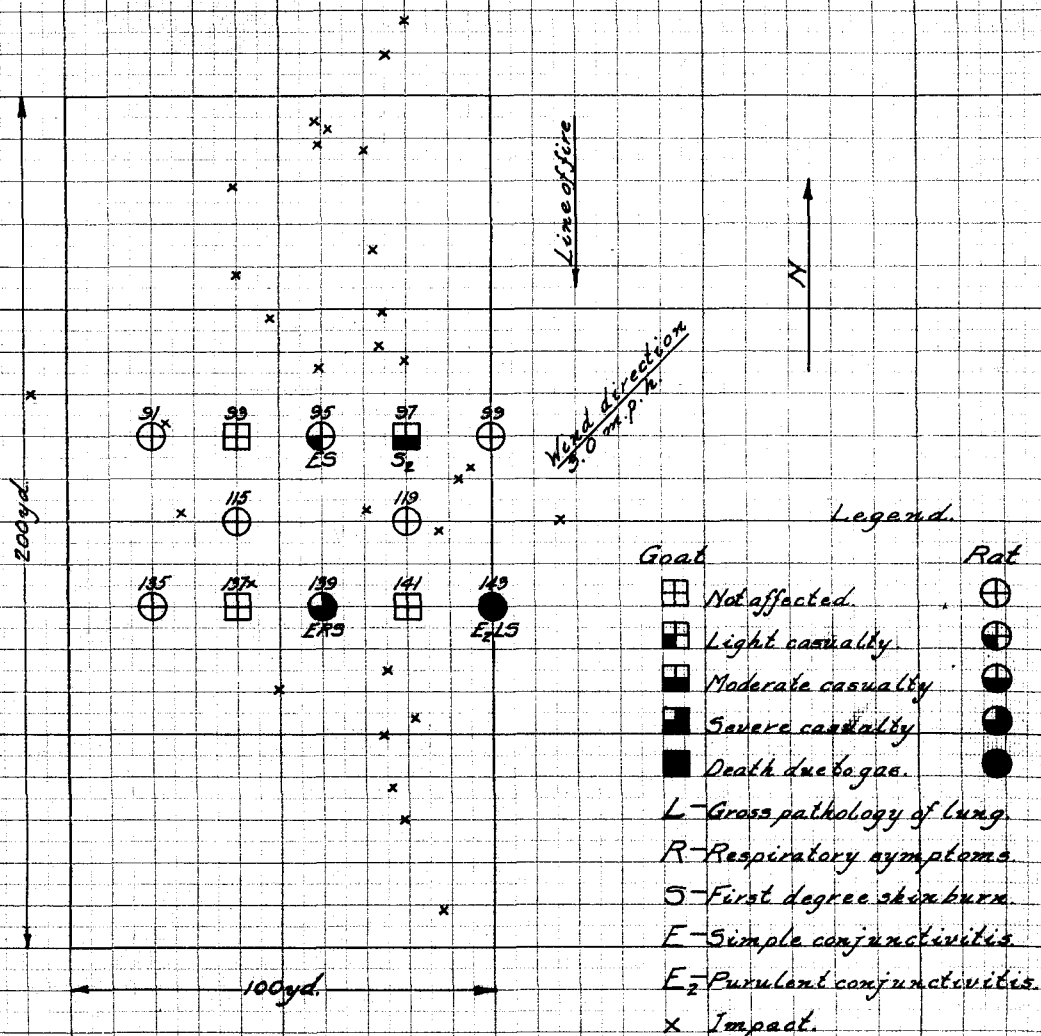 Line of fire
N
Wind direction
3.0 m.p.h.
91 93 95 97 99
ES S2
115 119
200yd.
135 137 139 141 143
ERS E2LS
100yd.
Legend.
Goat Rat
Not affected.
Light casualty.
Moderate casualty
Severe casualty
Death due to gas.
L-Gross pathology of lung.
R-Respiratory symptoms.
S-First degree skin burn.
E-Simple conjunctivitis.
E2-Purulent conjunctivitis.
x Impact.